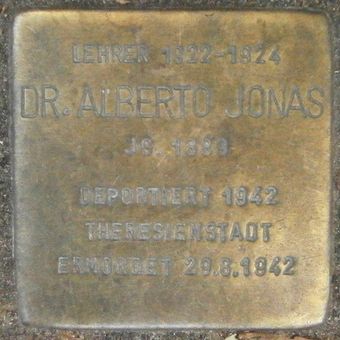 LEHRER 1922-1924
DR. ALBERTO JONAS
JG. 1889
DEPORTIERT 1942
THERESIENSTADT
ERMORDET 29.8.1942